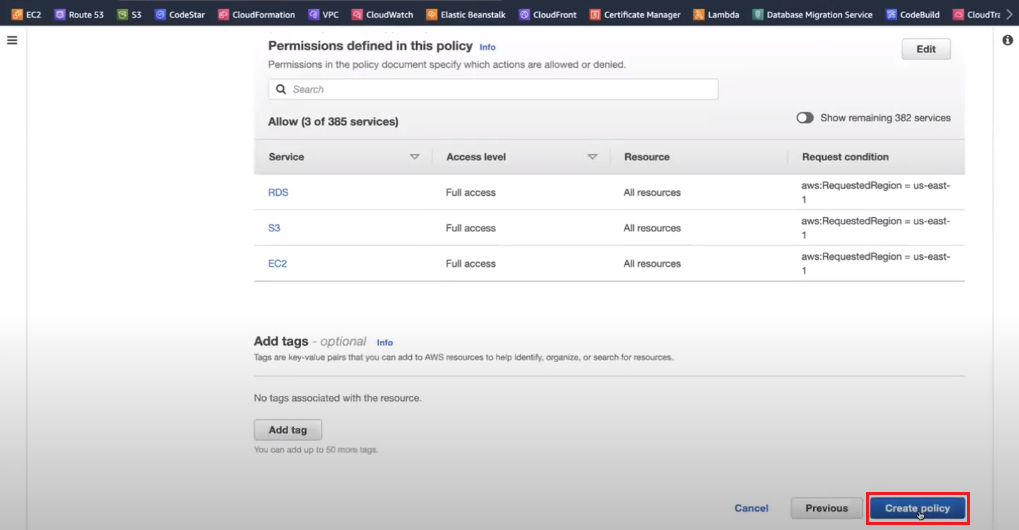 EC2 Route 53 S3 CodeStar CloudFormation VPC CloudWatch Elastic Beanstalk CloudFront Certificate Manager Lambda Database Migration Service CodeBuild CloudTra
Permissions defined in this policy Info
Edit
Permissions in the policy document specify which actions are allowed or denied.
Search
Allow (3 of 385 services)
Show remaining 382 services
Service Access level Resource Request condition
RDS Full access All resources aws:RequestedRegion = us-east-
1
S3 Full access All resources aws:RequestedRegion = us-east-
1
EC2 Full access All resources aws:RequestedRegion = us-east-
1
Add tags - optional Info
Tags are key-value pairs that you can add to AWS resources to help identify, organize, or search for resources.
No tags associated with the resource.
Add tag
You can add up to 50 more tags.
Cancel Previous Create policy